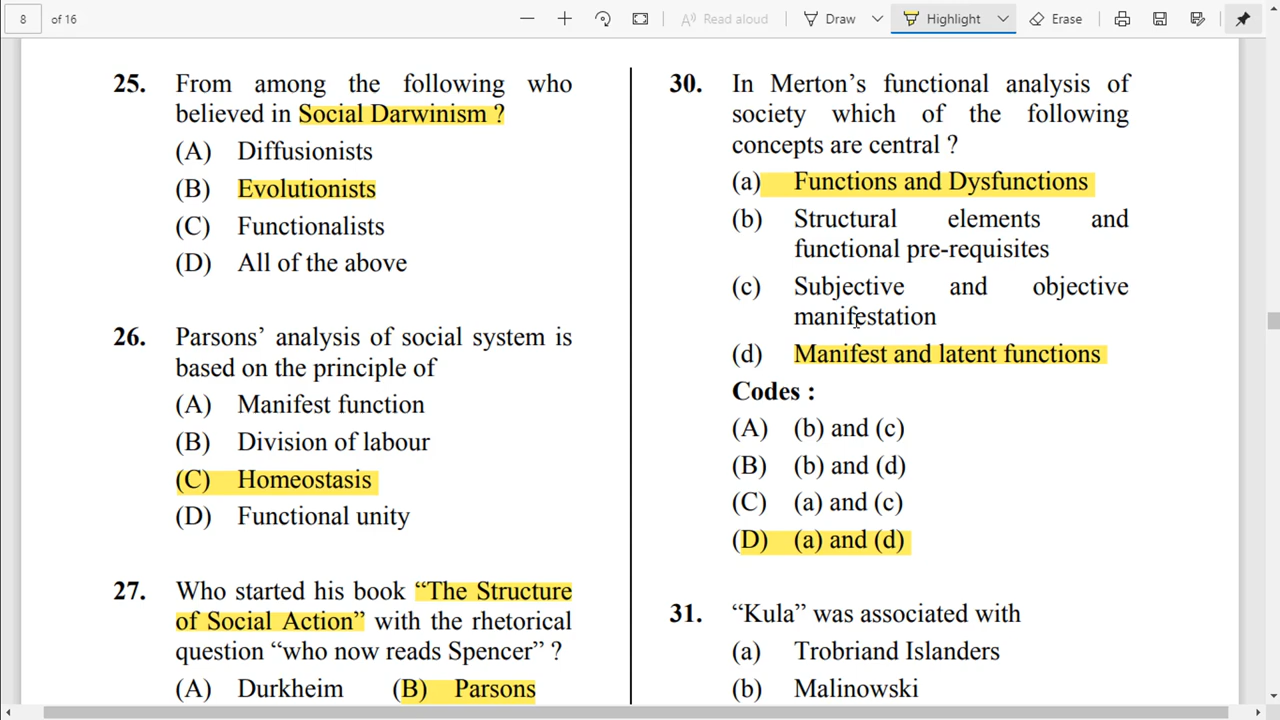 8 of 16
Read aloud
Draw
Highlight
Erase
25. From among the following who
believed in Social Darwinism ?
(A) Diffusionists
(B) Evolutionists
(C) Functionalists
(D) All of the above
26. Parsons’ analysis of social system is
based on the principle of
(A) Manifest function
(B) Division of labour
(C) Homeostasis
(D) Functional unity
27. Who started his book “The Structure
of Social Action” with the rhetorical
question “who now reads Spencer” ?
(A) Durkheim (B) Parsons
30. In Merton’s functional analysis of
society which of the following
concepts are central ?
(a) Functions and Dysfunctions
(b) Structural elements and
functional pre-requisites
(c) Subjective and objective
manifestation
(d) Manifest and latent functions
Codes :
(A) (b) and (c)
(B) (b) and (d)
(C) (a) and (c)
(D) (a) and (d)
31. “Kula” was associated with
(a) Trobriand Islanders
(b) Malinowski